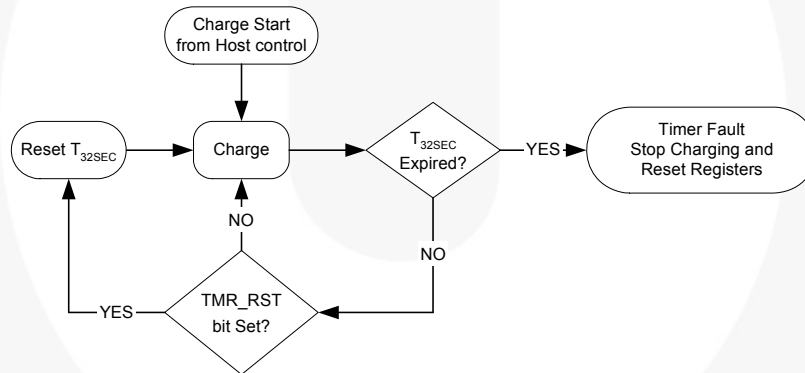 Charge Start
from Host control
Reset T32SEC
Charge
T32SEC
Expired?
YES
Timer Fault
Stop Charging and
Reset Registers
NO
NO
YES
TMR_RST
bit Set?